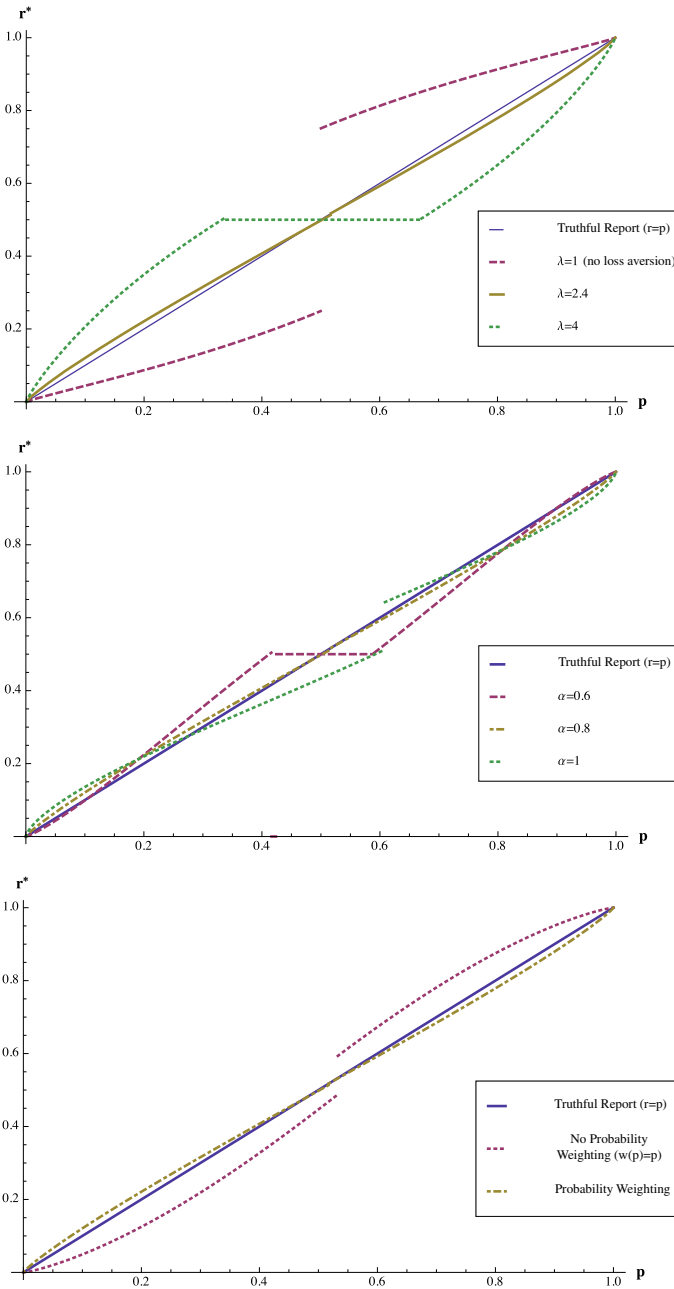 r*
1.0
0.8
0.6
0.4
0.2
0.2
0.4
0.6
0.8
1.0
p
Truthful Report (r=p)
λ=1 (no loss aversion)
λ=2.4
λ=4
r*
1.0
0.8
0.6
0.4
0.2
0.2
0.4
0.6
0.8
1.0
p
Truthful Report (r=p)
α=0.6
α=0.8
α=1
r*
1.0
0.8
0.6
0.4
0.2
0.2
0.4
0.6
0.8
1.0
p
Truthful Report (r=p)
No Probability
Weighting (w(p)=p)
Probability Weighting